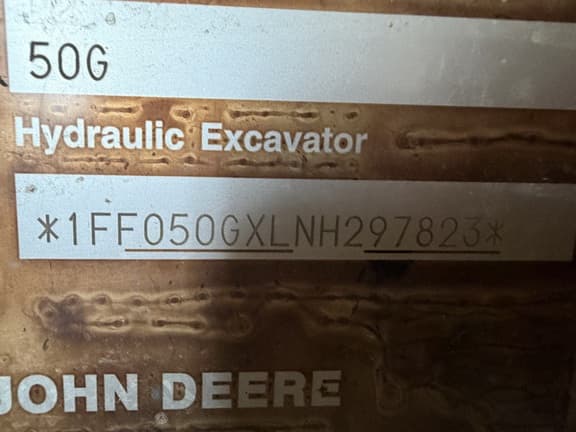 50G
Hydraulic Excavator
*1FF050GXLNH297823*
JOHN DEERE